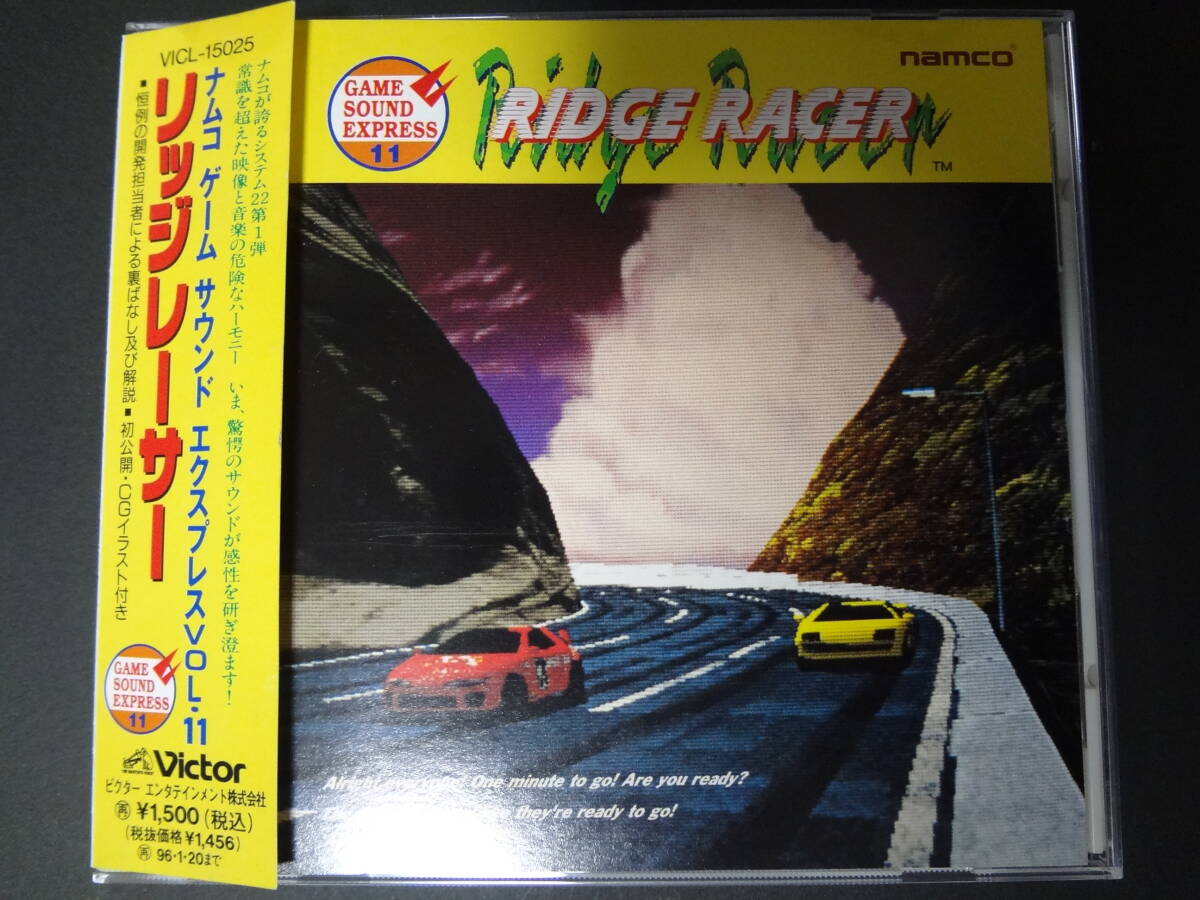 VICL-15025
ナムコが誇るシステム22第1弾
常識を超えた映像と音楽の危険なハーモニー いま、驚愕のサウンドが感性を研ぎ澄ます!
ナムコ ゲーム サウンド エクスプレスVOL.11
リッジレーサー
■恒例の開発担当者による裏ばなし及び解説■初公開・CGイラスト付き
GAME
SOUND
EXPRESS
11
Victor
ビクター エンタテインメント株式会社
再 ¥1,500(税込)
(税抜価格¥1,456)
再 96・1・20まで
GAME
SOUND
EXPRESS
11
Ridge Racer
RIDGE RACER
TM
namco®
One minute to go! Are you ready?
they're ready to go!